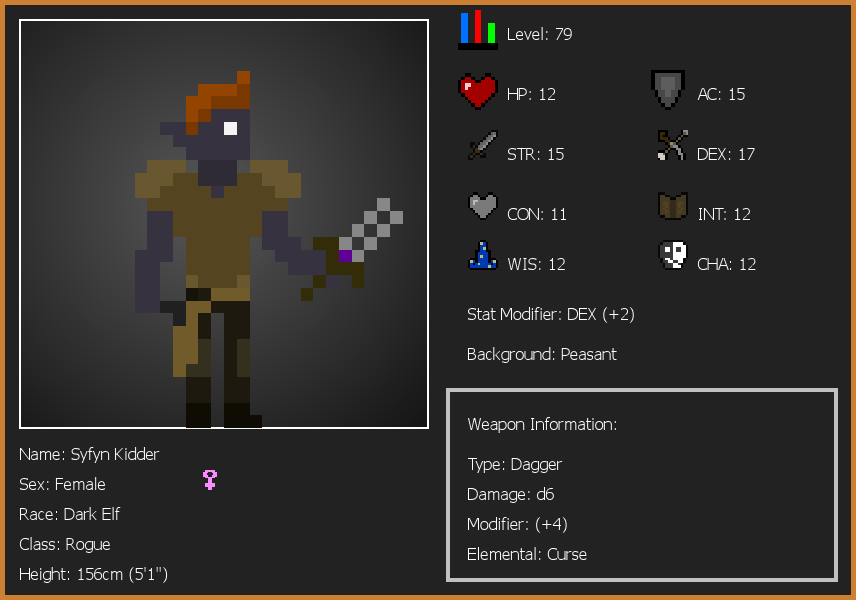 Level: 79
HP: 12
AC: 15
STR: 15
DEX: 17
CON: 11
INT: 12
WIS: 12
CHA: 12
Stat Modifier: DEX (+2)
Background: Peasant
Weapon Information:
Type: Dagger
Damage: d6
Modifier: (+4)
Elemental: Curse
Name: Syfyn Kidder
Sex: Female
Race: Dark Elf
Class: Rogue
Height: 156cm (5'1")